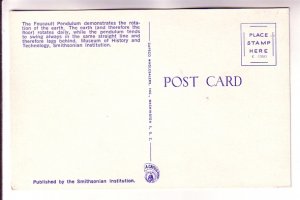 The Foucault Pendulum demonstrates the rota-
tion of the earth. The earth (and therefore the
floor) rotates daily, while the pendulum tends
to swing always in the same straight line and
therefore lags behind. Museum of History and
Technology, Smithsonian Institution.
PLACE
STAMP
HERE
POST CARD
Published by the Smithsonian Institution.